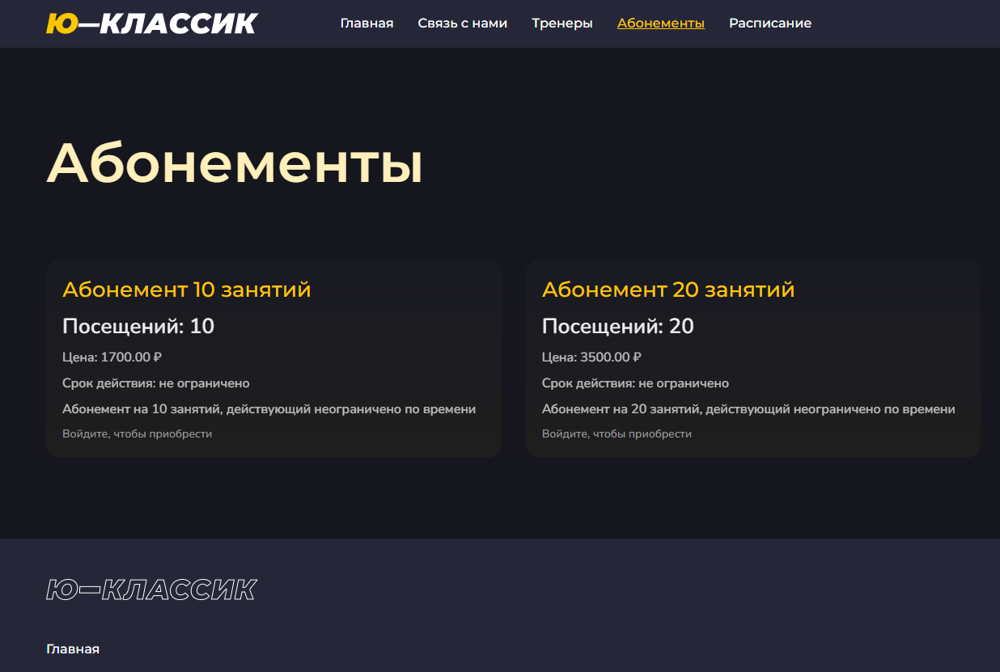 Ю—КЛАССИК
Главная
Связь с нами
Тренеры
Абонементы
Расписание
Абонементы
Абонемент 10 занятий
Посещений: 10
Цена: 1700.00 ₽
Срок действия: не ограничено
Абонемент на 10 занятий, действующий неограничено по времени
Войдите, чтобы приобрести
Абонемент 20 занятий
Посещений: 20
Цена: 3500.00 ₽
Срок действия: не ограничено
Абонемент на 20 занятий, действующий неограничено по времени
Войдите, чтобы приобрести
Ю—КЛАССИК
Главная